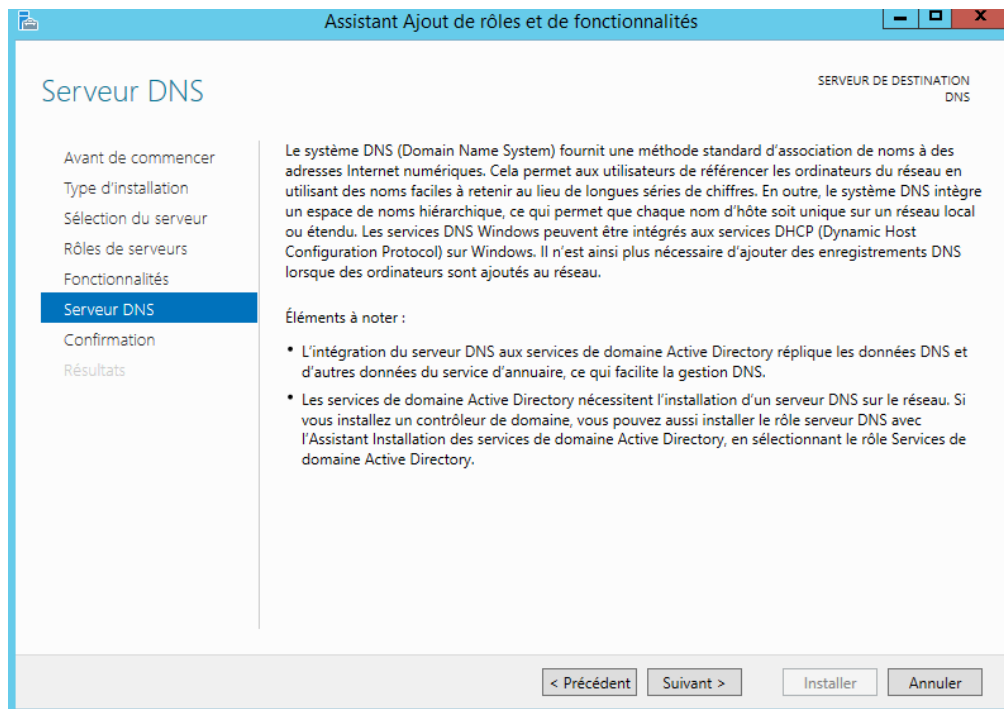 Assistant Ajout de rôles et de fonctionnalités
Serveur DNS
SERVEUR DE DESTINATION
DNS
Avant de commencer
Type d'installation
Sélection du serveur
Rôles de serveurs
Fonctionnalités
Serveur DNS
Confirmation
Résultats
Le système DNS (Domain Name System) fournit une méthode standard d'association de noms à des
adresses Internet numériques. Cela permet aux utilisateurs de référencer les ordinateurs du réseau en
utilisant des noms faciles à retenir au lieu de longues séries de chiffres. En outre, le système DNS intègre
un espace de noms hiérarchique, ce qui permet que chaque nom d'hôte soit unique sur un réseau local
ou étendu. Les services DNS Windows peuvent être intégrés aux services DHCP (Dynamic Host
Configuration Protocol) sur Windows. Il n'est ainsi plus nécessaire d'ajouter des enregistrements DNS
lorsque des ordinateurs sont ajoutés au réseau.
Éléments à noter :
• L'intégration du serveur DNS aux services de domaine Active Directory réplique les données DNS et
d'autres données du service d'annuaire, ce qui facilite la gestion DNS.
• Les services de domaine Active Directory nécessitent l'installation d'un serveur DNS sur le réseau. Si
vous installez un contrôleur de domaine, vous pouvez aussi installer le rôle serveur DNS avec
l'Assistant Installation des services de domaine Active Directory, en sélectionnant le rôle Services de
domaine Active Directory.
< Précédent
Suivant >
Installer
Annuler